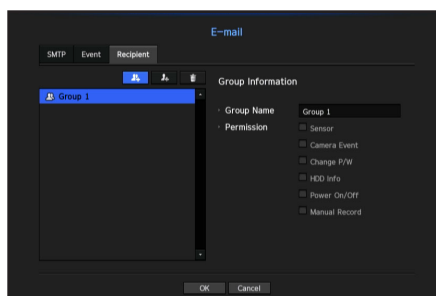 E-mail
SMTP Event Recipient
Group Information
Group 1
Group Name Group 1
Permission Sensor
Camera Event
Change P/W
HDD Info
Power On/Off
Manual Record
OK Cancel